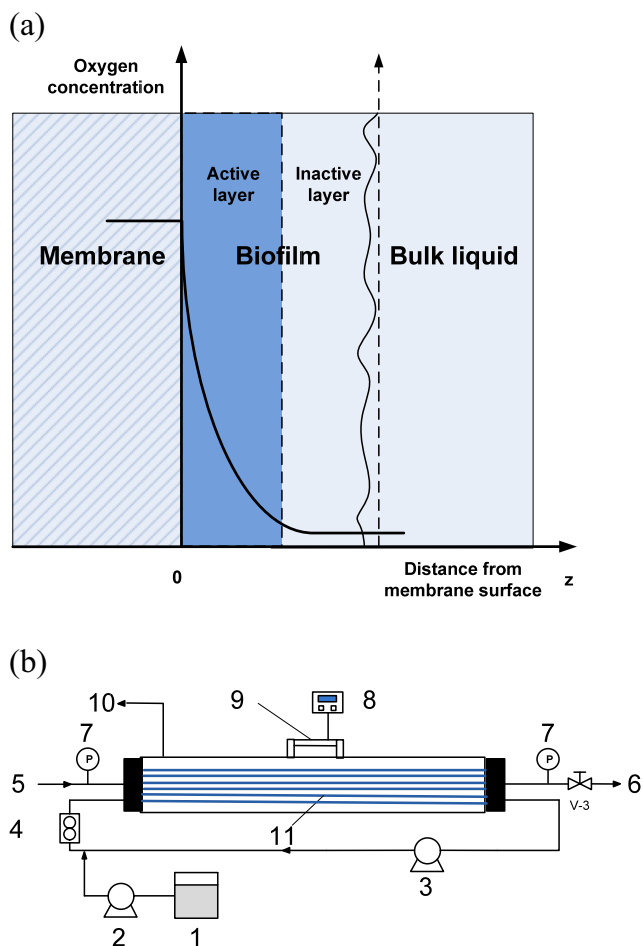 (a)
Oxygen
concentration
Active
layer
Inactive
layer
Membrane
Biofilm
Bulk liquid
0
Distance from
membrane surface
z
(b)
10
9
8
7
P
7
P
5
6
V-3
4
11
3
2
1